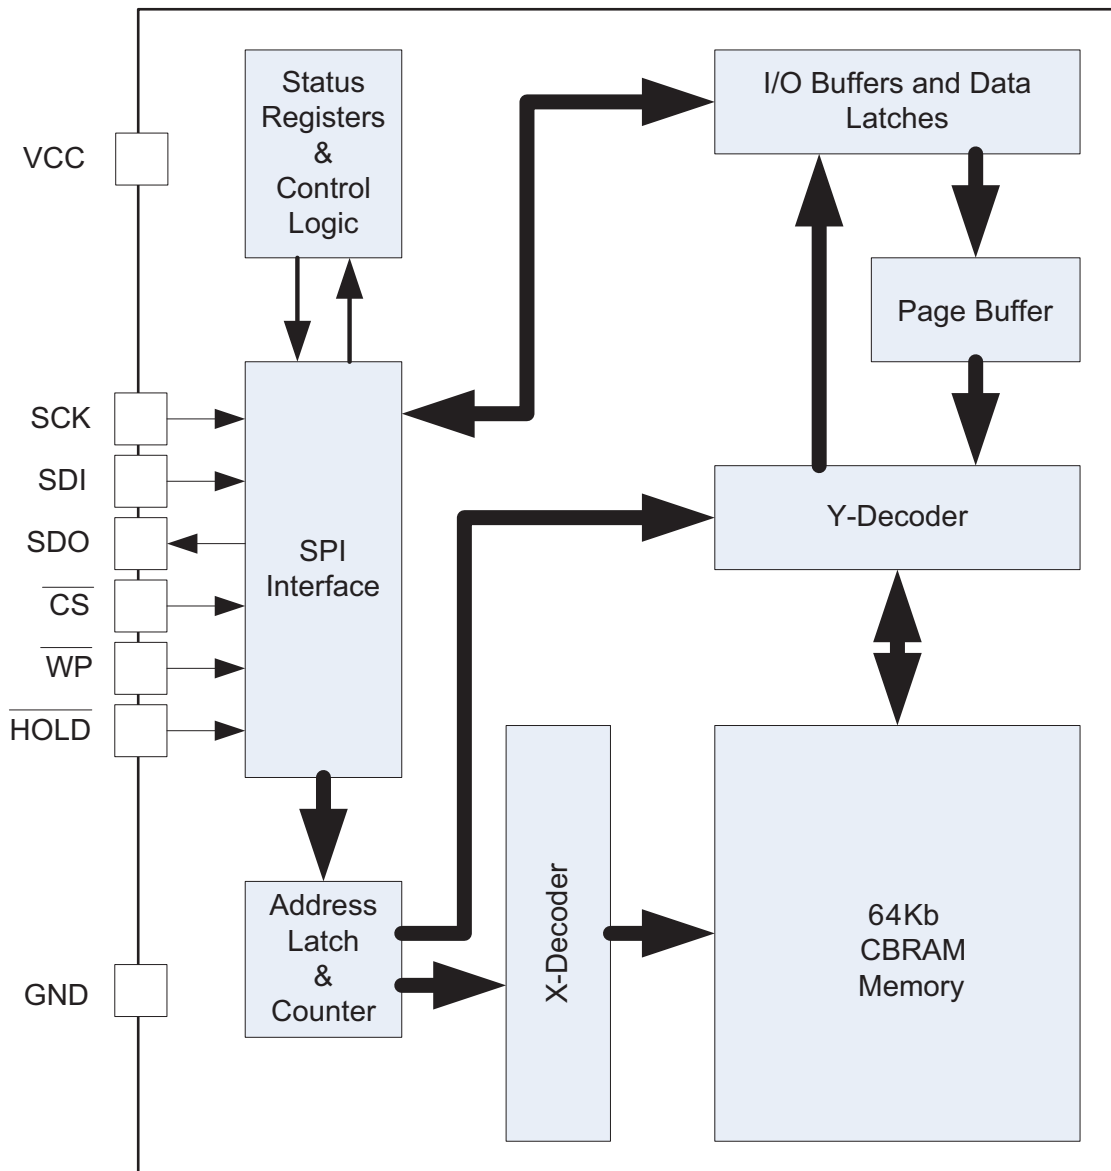 Status
Registers
&
Control
Logic
I/O Buffers and Data
Latches
VCC
Page Buffer
SCK
SDI
SDO
CS
WP
HOLD
SPI
Interface
Y-Decoder
Address
Latch
&
Counter
X-Decoder
64Kb
CBRAM
Memory
GND